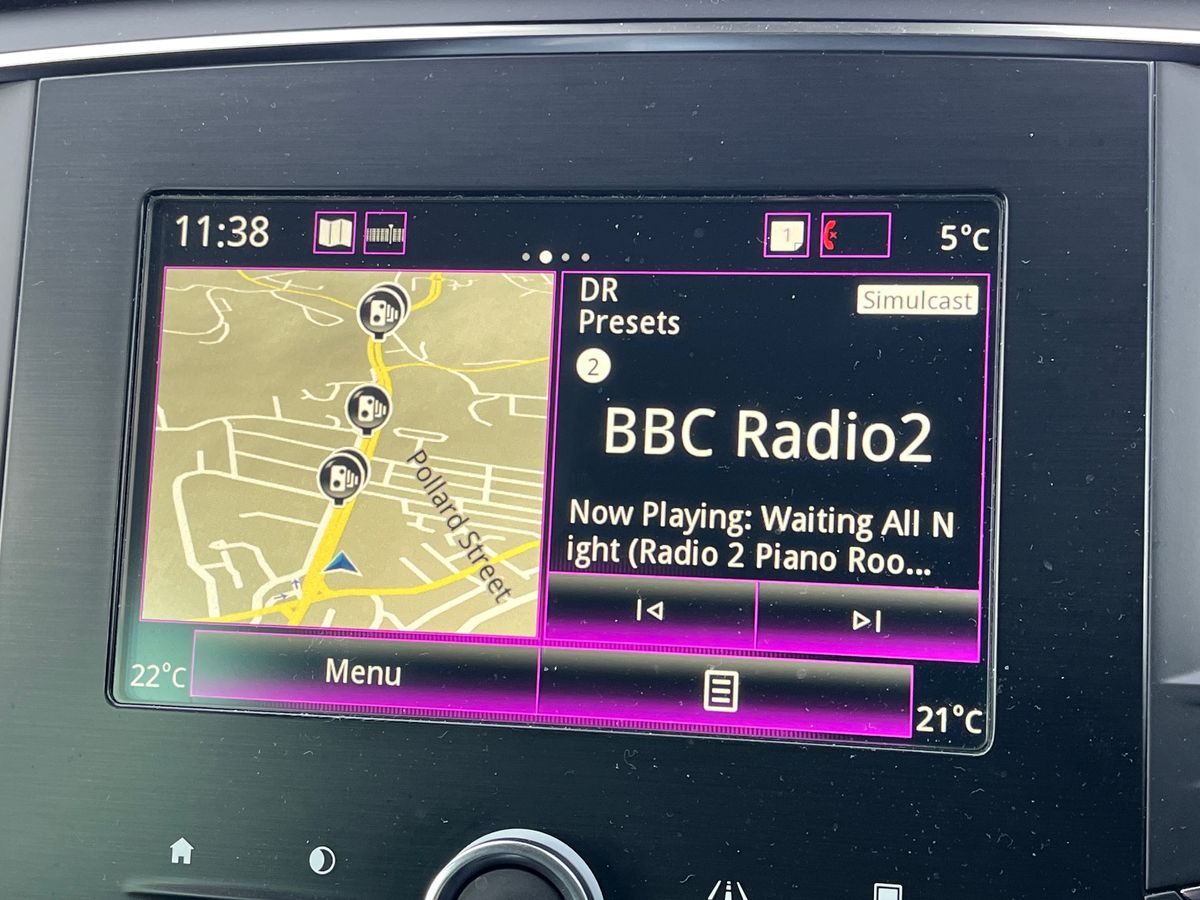 11:38
1
5°C
DR
Presets
Simulcast
2
BBC Radio2
Now Playing: Waiting All N
ight (Radio 2 Piano Roo...
Pollard Street
22°C
Menu
21°C